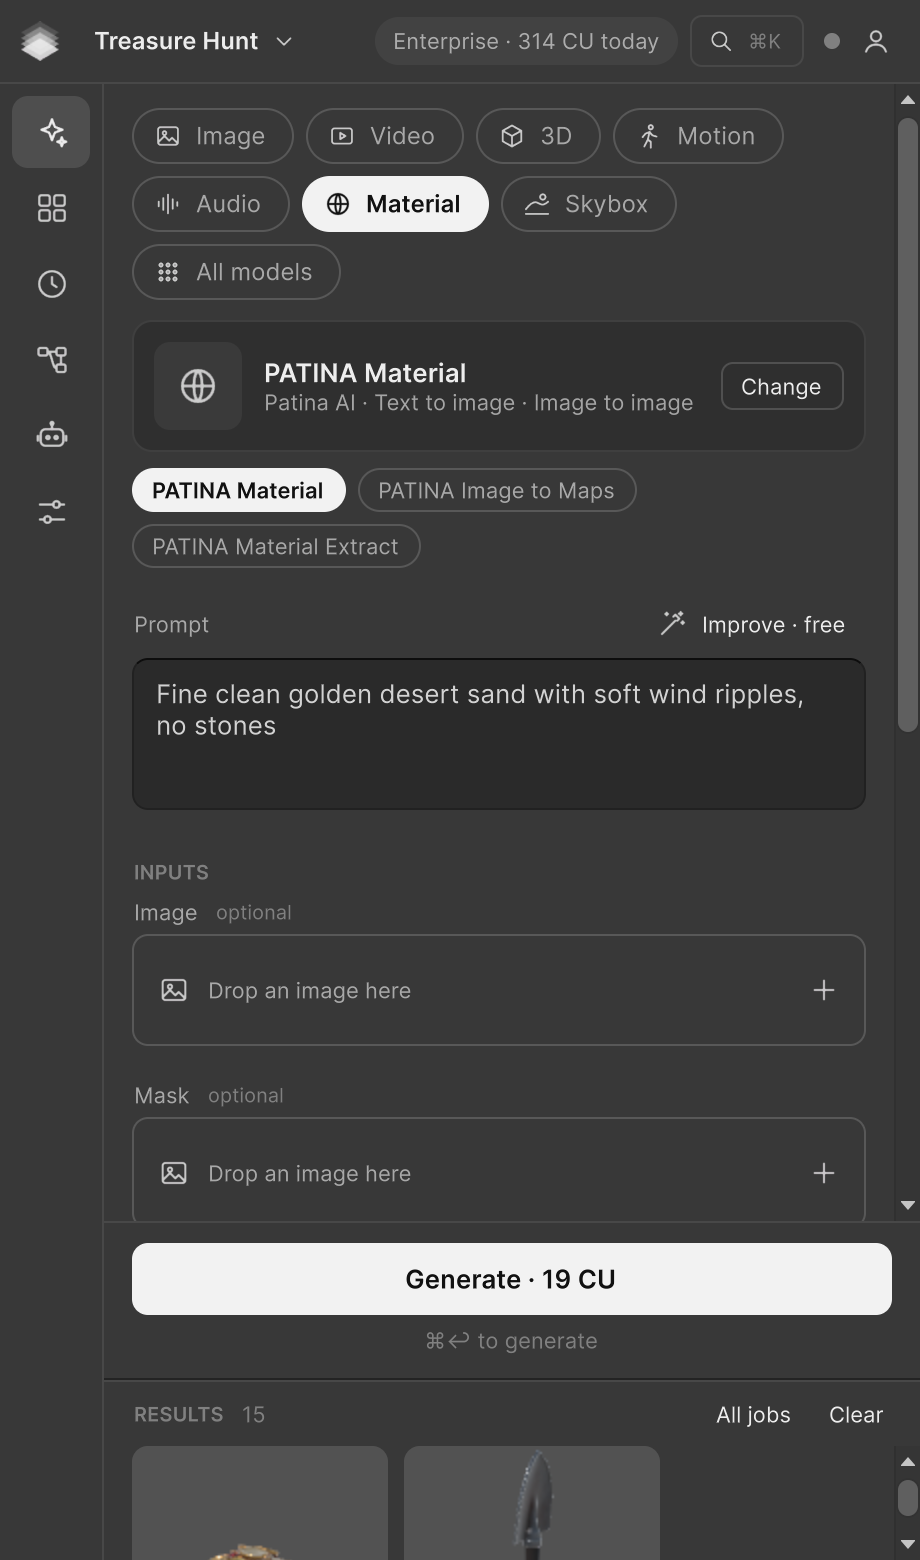 Treasure Hunt
Enterprise · 314 CU today
⌘K
Image
Video
3D
Motion
Audio
Material
Skybox
All models
PATINA Material
Patina AI · Text to image · Image to image
Change
PATINA Material
PATINA Image to Maps
PATINA Material Extract
Prompt
Improve · free
Fine clean golden desert sand with soft wind ripples,
no stones
INPUTS
Image optional
Drop an image here
Mask optional
Drop an image here
Generate · 19 CU
⌘↩ to generate
RESULTS 15
All jobs
Clear